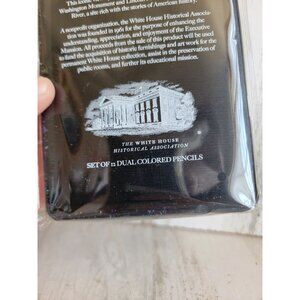 Washington Monument and Lincoln
River, a site rich with the stories of American history.
A nonprofit organization, the White House Historical Associa-
tion was founded in 1961 for the purpose of enhancing the
understanding, appreciation, and enjoyment of the Executive
Mansion. All proceeds from the sale of this product will be used
to fund the acquisition of historic furnishings and art work for the
permanent White House collection, assist in the preservation of
public rooms, and further its educational mission.
THE WHITE HOUSE
HISTORICAL ASSOCIATION
SET OF 12 DUAL COLORED PENCILS